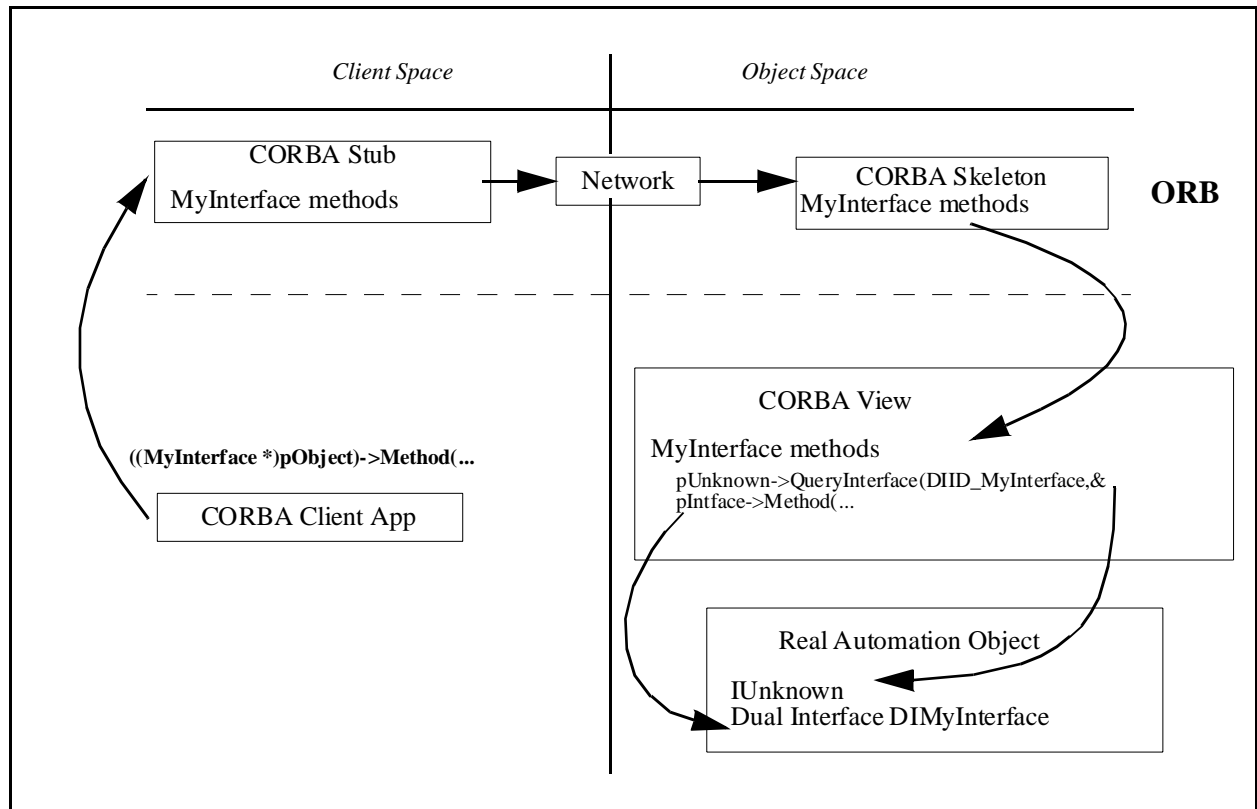 Client Space
Object Space
CORBA Stub
MyInterface methods
Network
CORBA Skeleton
MyInterface methods
ORB
CORBA View
MyInterface methods
pUnknown->QueryInterface(DIID_MyInterface,&
pIntface->Method(...
((MyInterface *)pObject)->Method(...
CORBA Client App
Real Automation Object
IUnknown
Dual Interface DIMyInterface